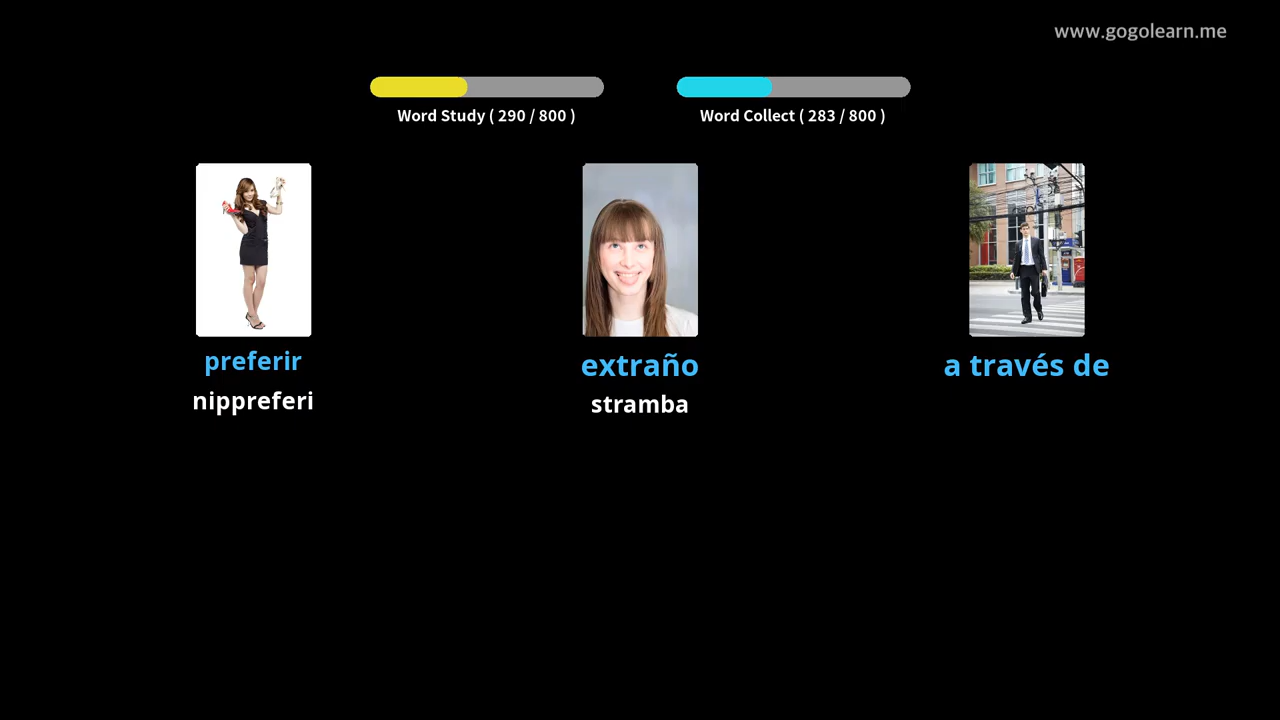 www.gogolearn.me
Word Study ( 290 / 800 )
Word Collect ( 283 / 800 )
preferir
nippreferi
extraño
stramba
a través de